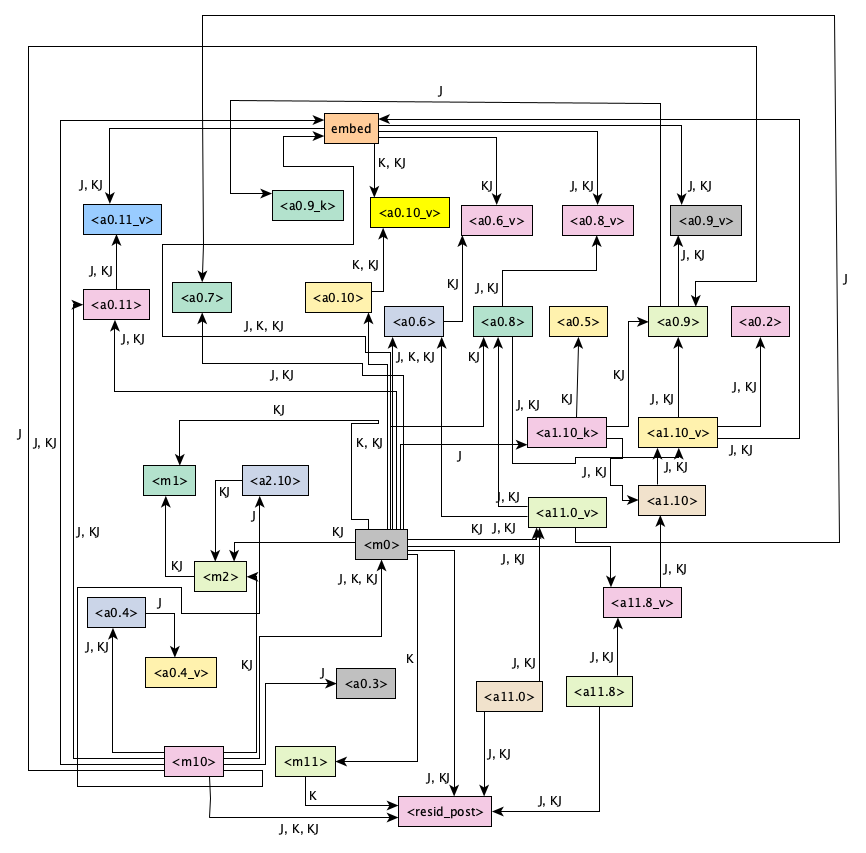 J
embed
K, KJ
J, KJ
KJ
J, KJ
J, KJ
<a0.9_k>
<a0.10_v>
<a0.11_v>
<a0.6_v>
<a0.8_v>
<a0.9_v>
J, KJ
K, KJ
J, KJ
KJ
J, KJ
J
<a0.11>
<a0.7>
<a0.10>
<a0.6>
<a0.8>
<a0.5>
<a0.9>
<a0.2>
J, KJ
J, K, KJ
J, K, KJ
KJ
J, KJ
KJ
KJ
J, KJ
J, KJ
J, KJ
KJ
J
J, KJ
K, KJ
J
<a1.10_k>
<a1.10_v>
J, KJ
J, KJ
J, KJ
<m1>
<a2.10>
KJ
J
J, KJ
<a1.10>
<a11.0_v>
J, KJ
KJ
KJ
J, KJ
<m0>
J, KJ
KJ
<m2>
J, K, KJ
J, KJ
<a0.4>
J
<a11.8_v>
J, KJ
KJ
K
J, KJ
J, KJ
<a0.4_v>
J
<a0.3>
<a11.0>
<a11.8>
<m10>
<m11>
J, KJ
J, KJ
K
J, KJ
<resid_post>
J, K, KJ